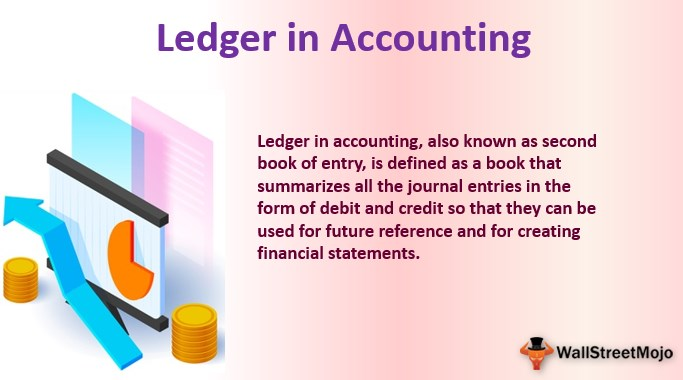 Ledger in Accounting
Ledger in accounting, also known as second
book of entry, is defined as a book that
summarizes all the journal entries in the
form of debit and credit so that they can be
used for future reference and for creating
financial statements.
WallStreetMojo